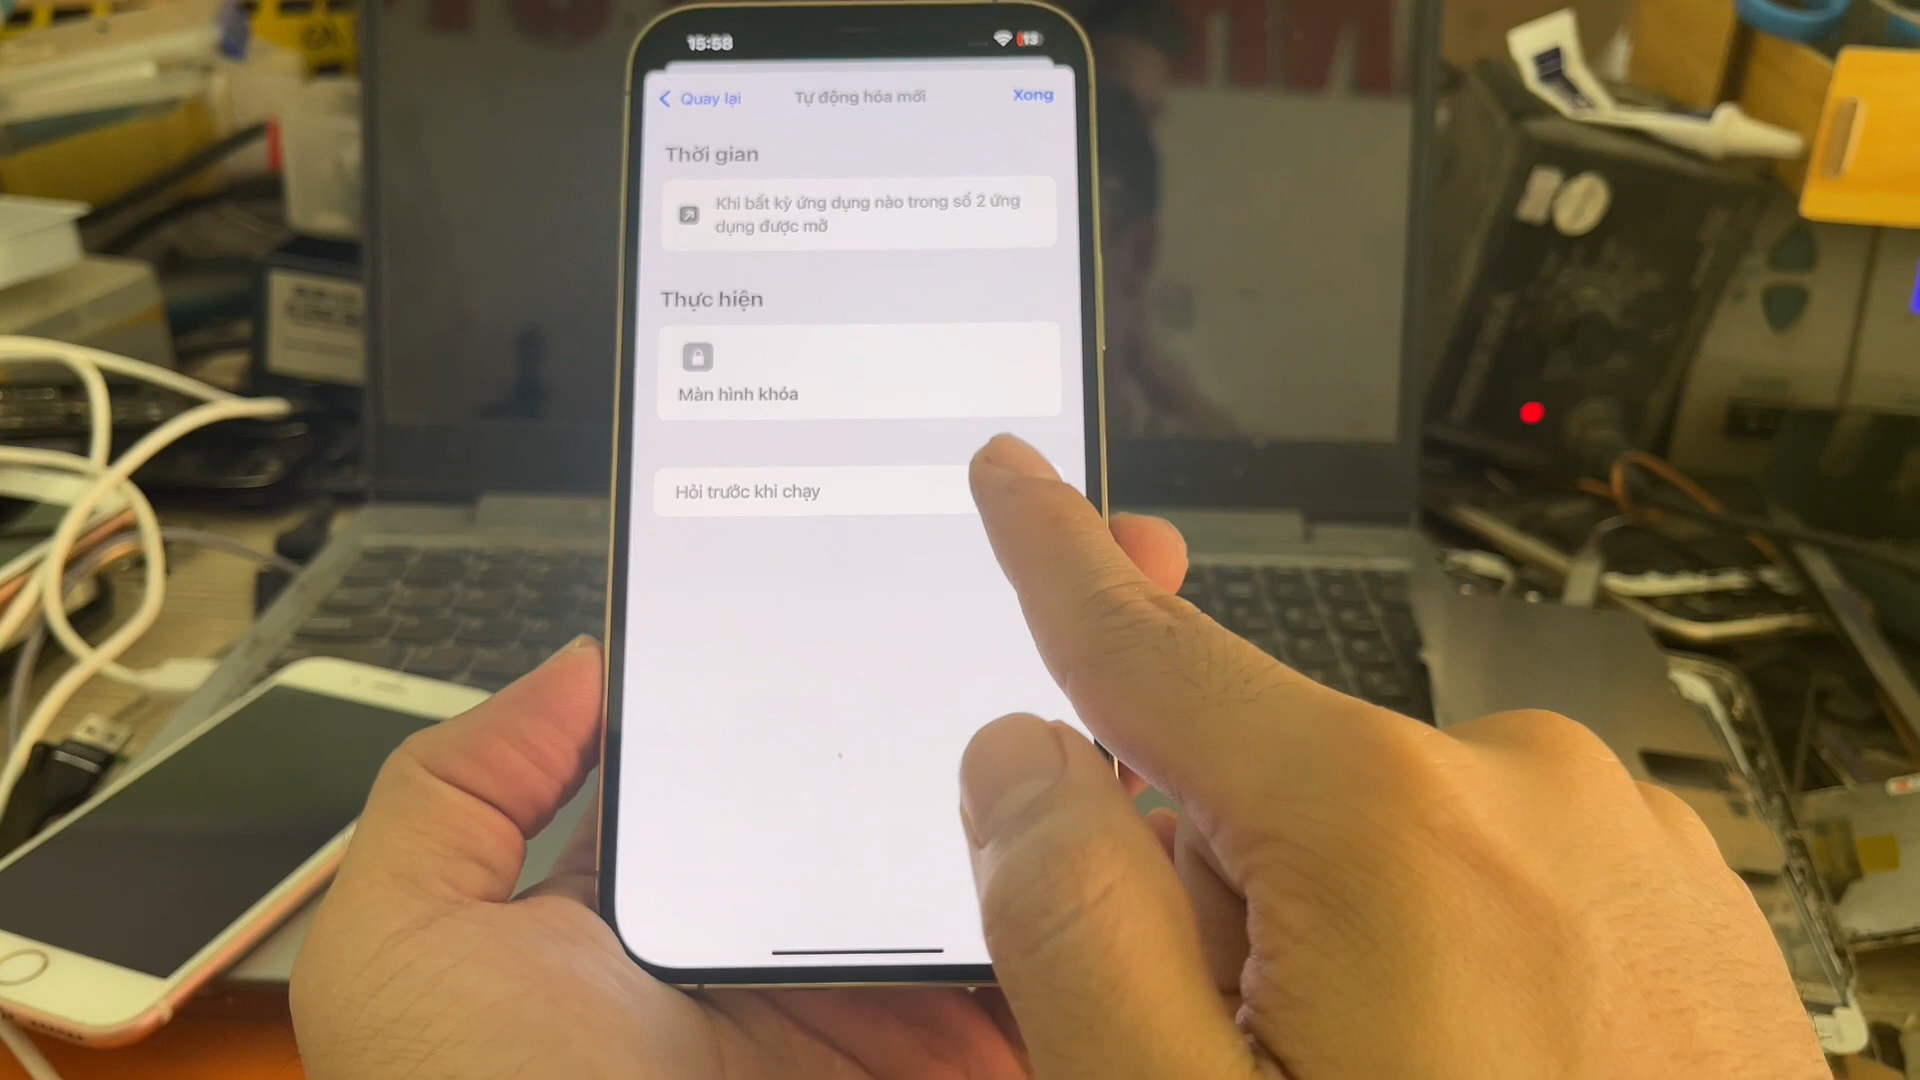 15:58
13
Quay lại
Tự động hóa mới
Xong
Thời gian
Khi bất kỳ ứng dụng nào trong số 2 ứng
dụng được mở
Thực hiện
Màn hình khóa
Hỏi trước khi chạy